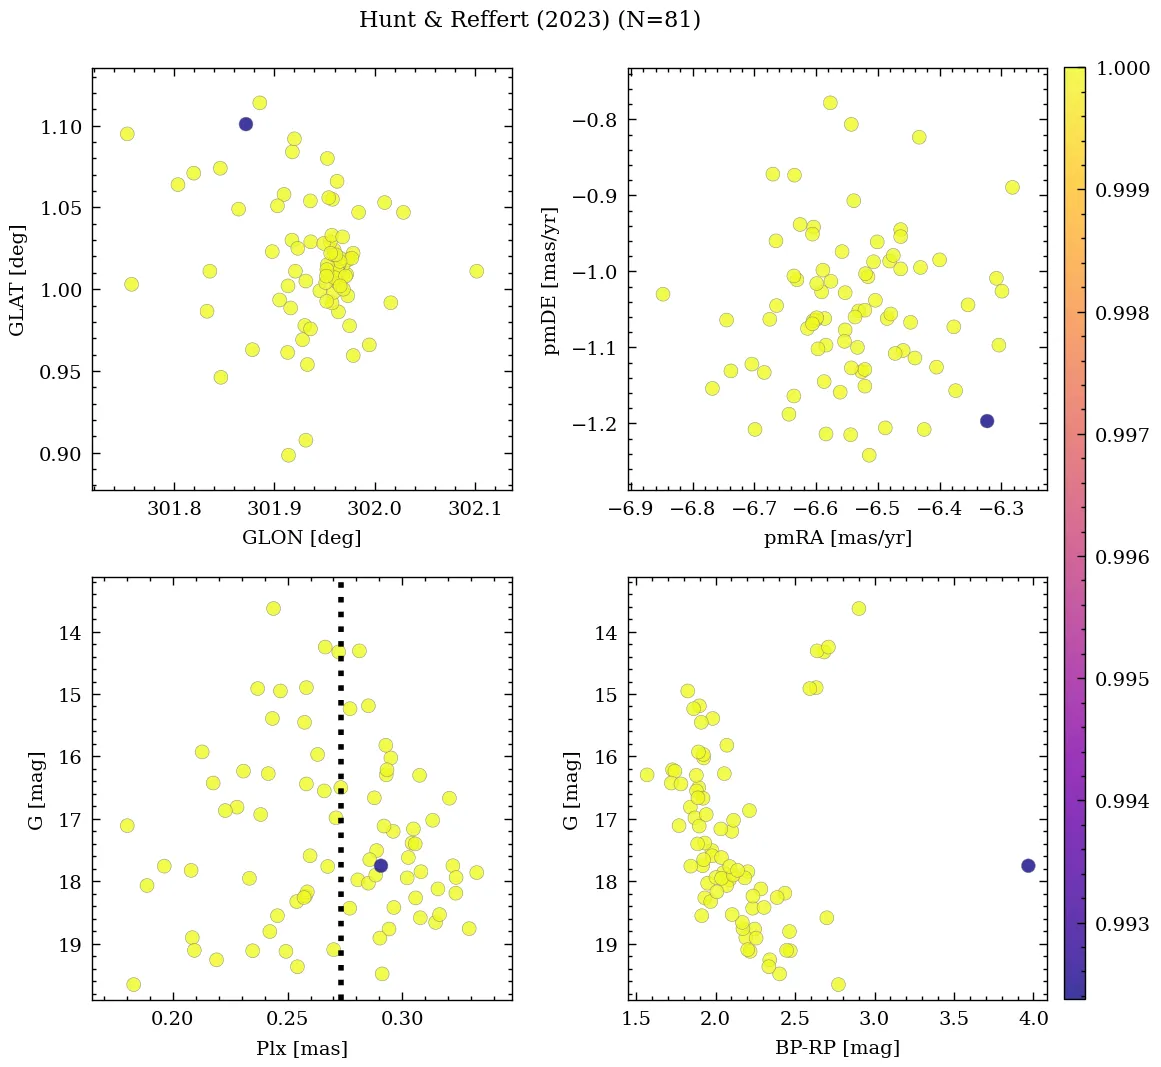 Hunt & Reffert (2023) (N=81)
1.10
1.05
1.00
0.95
0.90
GLAT [deg]
301.8 301.9 302.0 302.1
GLON [deg]
−0.8
−0.9
−1.0
−1.1
−1.2
pmDE [mas/yr]
−6.9 −6.8 −6.7 −6.6 −6.5 −6.4 −6.3
pmRA [mas/yr]
14
15
16
17
18
19
G [mag]
0.20 0.25 0.30
Plx [mas]
14
15
16
17
18
19
G [mag]
1.5 2.0 2.5 3.0 3.5 4.0
BP-RP [mag]
1.000
0.999
0.998
0.997
0.996
0.995
0.994
0.993